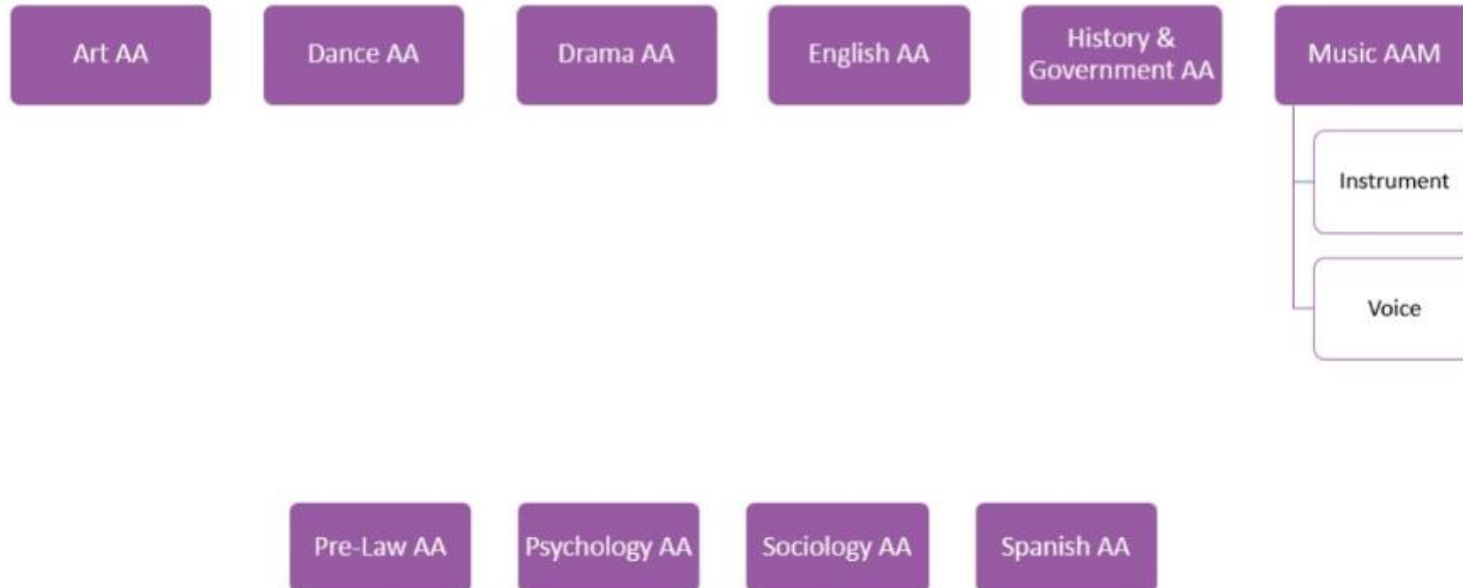 Art AA
Dance AA
Drama AA
English AA
History &
Government AA
Music AAM
Instrument
Voice
Pre-Law AA
Psychology AA
Sociology AA
Spanish AA